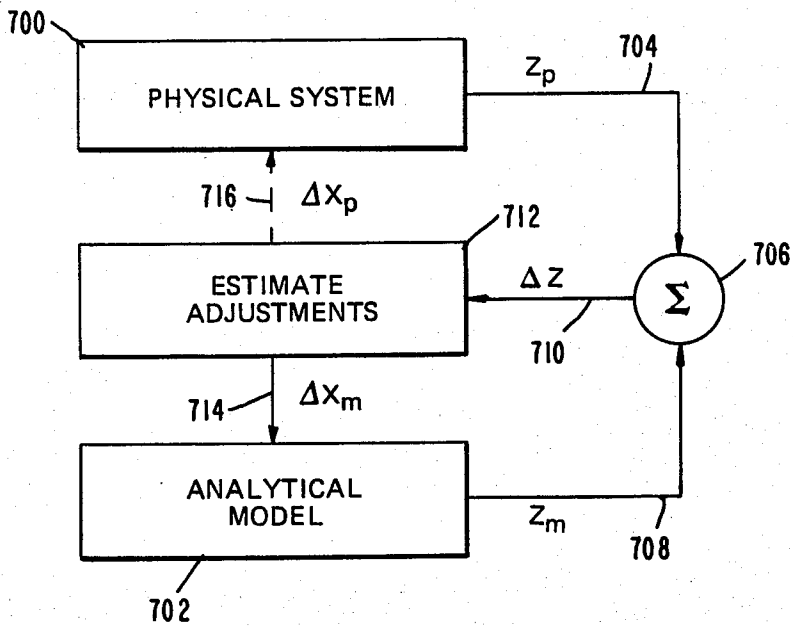 700
PHYSICAL SYSTEM
Zp
704
716
ΔXp
712
ESTIMATE
ADJUSTMENTS
ΔZ
710
706
Σ
714
ΔXm
ANALYTICAL
MODEL
Zm
708
702